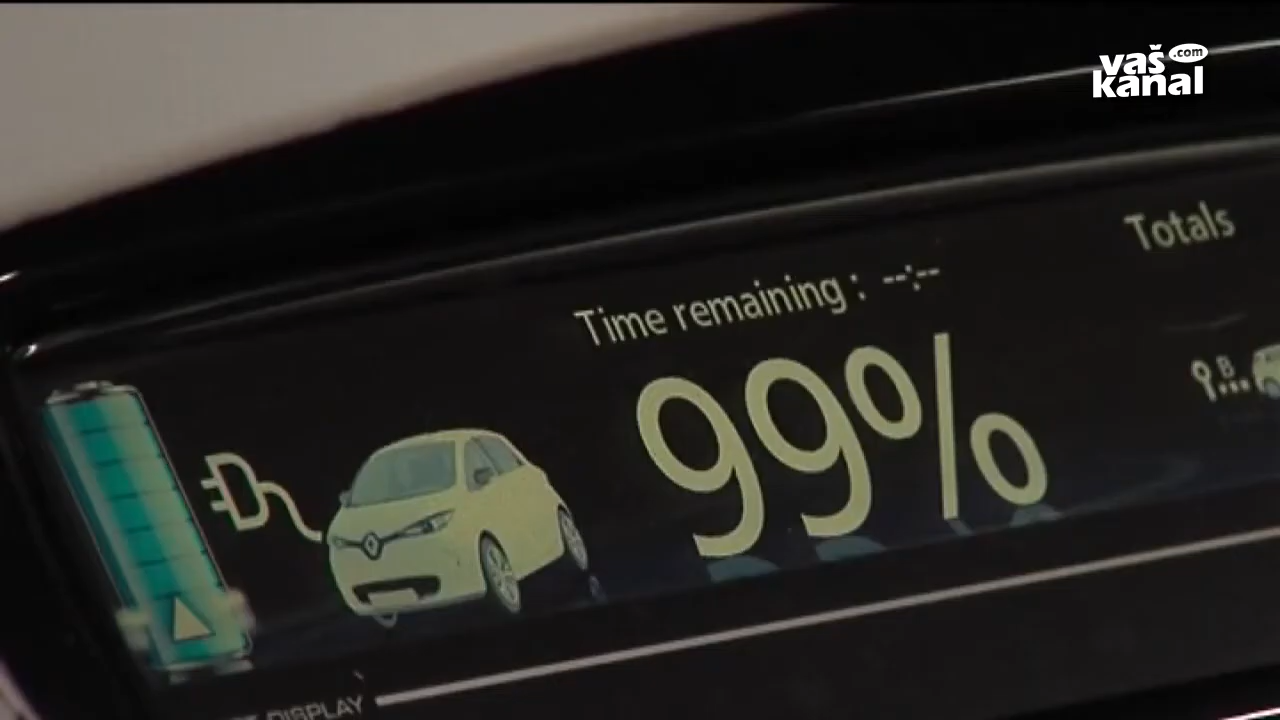 vaš .com
kanal
Totals
Time remaining : --:--
99%
B
DISPLAY